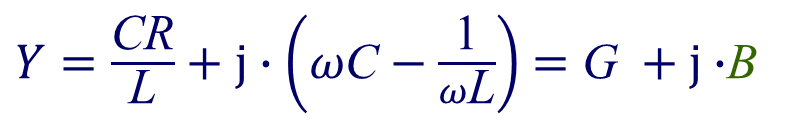 Y = CR/L + j · (ωC − 1/ωL) = G + j · B